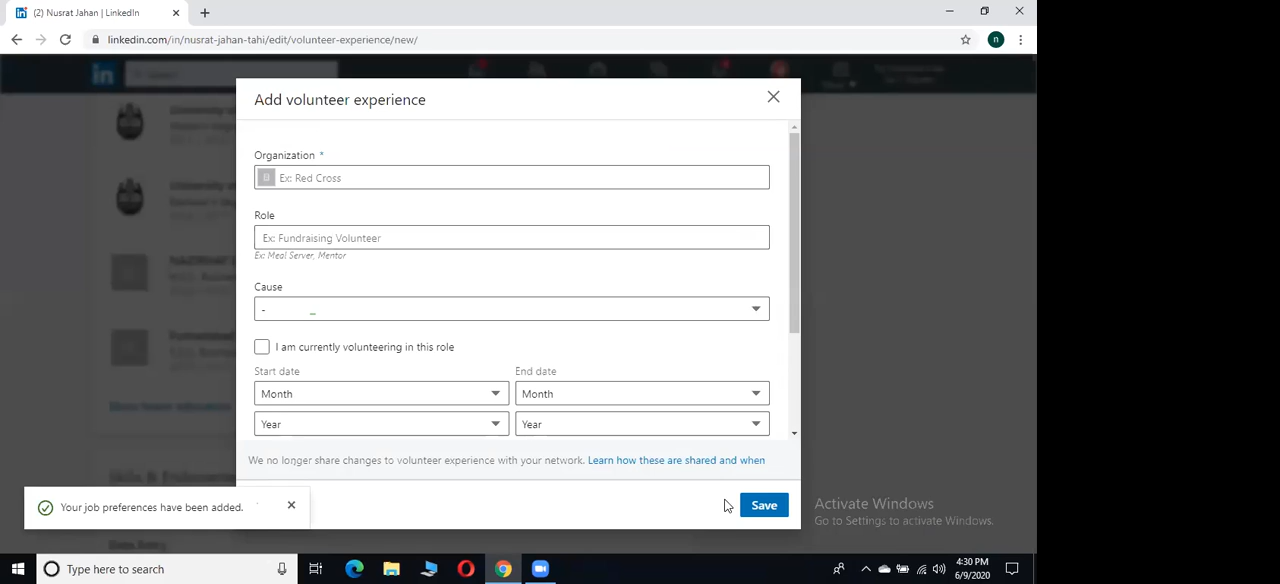 (2) Nusrat Jahan | LinkedIn
linkedin.com/in/nusrat-jahan-tahi/edit/volunteer-experience/new/
n
in
Add volunteer experience
Organization *
Ex: Red Cross
Role
Ex: Fundraising Volunteer
Ex: Meal Server, Mentor
Cause
-
I am currently volunteering in this role
Start date End date
Month Month
Year Year
We no longer share changes to volunteer experience with your network. Learn how these are shared and when
Your job preferences have been added.
Save
Activate Windows
Go to Settings to activate Windows.
Type here to search
4:30 PM
6/9/2020